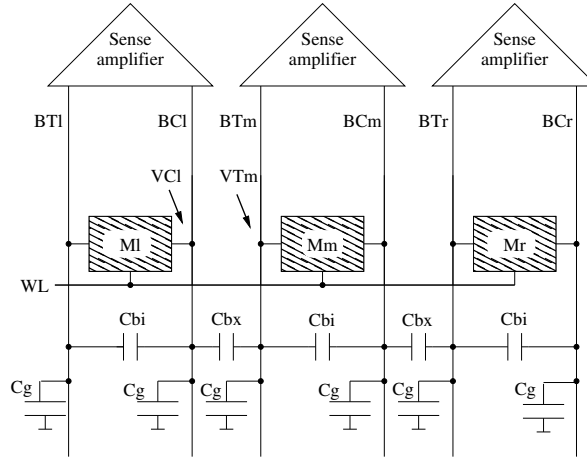 Sense
amplifier
Sense
amplifier
Sense
amplifier
BTl
BCl
BTm
BCm
BTr
BCr
VCl
VTm
Ml
Mm
Mr
WL
Cbi
Cbx
Cbi
Cbx
Cbi
Cg
Cg
Cg
Cg
Cg
Cg